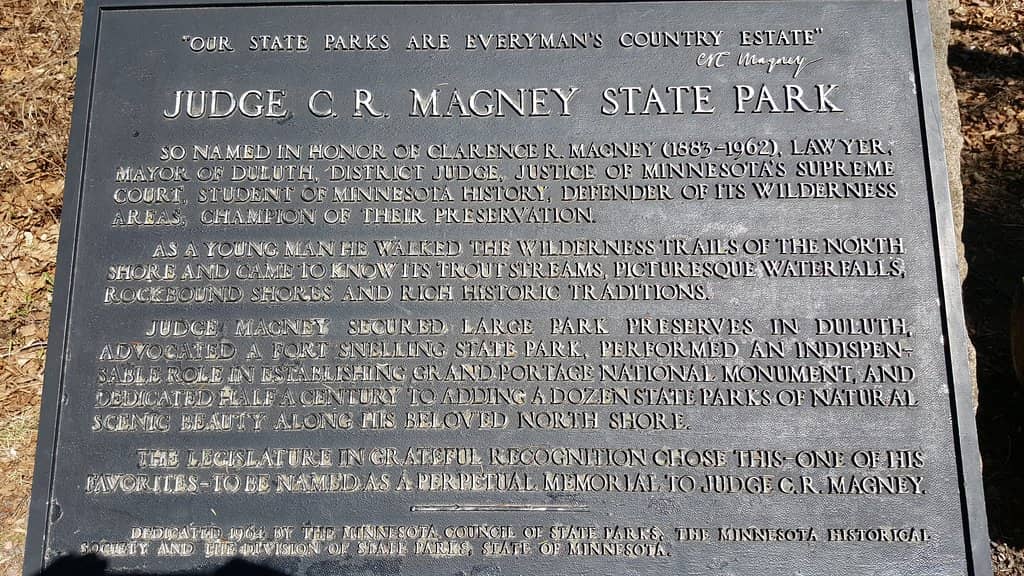 "OUR STATE PARKS ARE EVERYMAN'S COUNTRY ESTATE"
CR Magney
JUDGE C. R. MAGNEY STATE PARK
SO NAMED IN HONOR OF CLARENCE R. MAGNEY (1883-1962), LAWYER,
MAYOR OF DULUTH, DISTRICT JUDGE, JUSTICE OF MINNESOTA'S SUPREME
COURT, STUDENT OF MINNESOTA HISTORY, DEFENDER OF ITS WILDERNESS
AREAS, CHAMPION OF THEIR PRESERVATION.
AS A YOUNG MAN HE WALKED THE WILDERNESS TRAILS OF THE NORTH
SHORE AND CAME TO KNOW ITS TROUT STREAMS, PICTURESQUE WATERFALLS,
ROCKBOUND SHORES AND RICH HISTORIC TRADITIONS.
JUDGE MAGNEY SECURED LARGE PARK PRESERVES IN DULUTH,
ADVOCATED A FORT SNELLING STATE PARK, PERFORMED AN INDISPEN-
SABLE ROLE IN ESTABLISHING GRAND PORTAGE NATIONAL MONUMENT, AND
DEDICATED HALF A CENTURY TO ADDING A DOZEN STATE PARKS OF NATURAL
SCENIC BEAUTY ALONG HIS BELOVED NORTH SHORE.
THE LEGISLATURE IN GRATEFUL RECOGNITION CHOSE THIS-ONE OF HIS
FAVORITES-TO BE NAMED AS A PERPETUAL MEMORIAL TO JUDGE C.R. MAGNEY.
DEDICATED 1964 BY THE MINNESOTA COUNCIL OF STATE PARKS, THE MINNESOTA HISTORICAL
SOCIETY AND THE DIVISION OF STATE PARKS, STATE OF MINNESOTA.